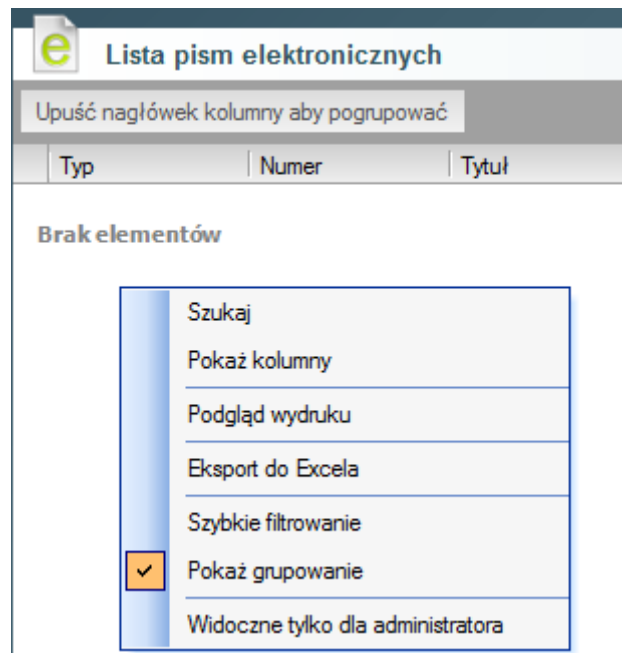 e
Lista pism elektronicznych
Upuść nagłówek kolumny aby pogrupować
Typ Numer Tytuł
Brak elementów
Szukaj
Pokaż kolumny
Podgląd wydruku
Eksport do Excela
Szybkie filtrowanie
Pokaż grupowanie
Widoczne tylko dla administratora